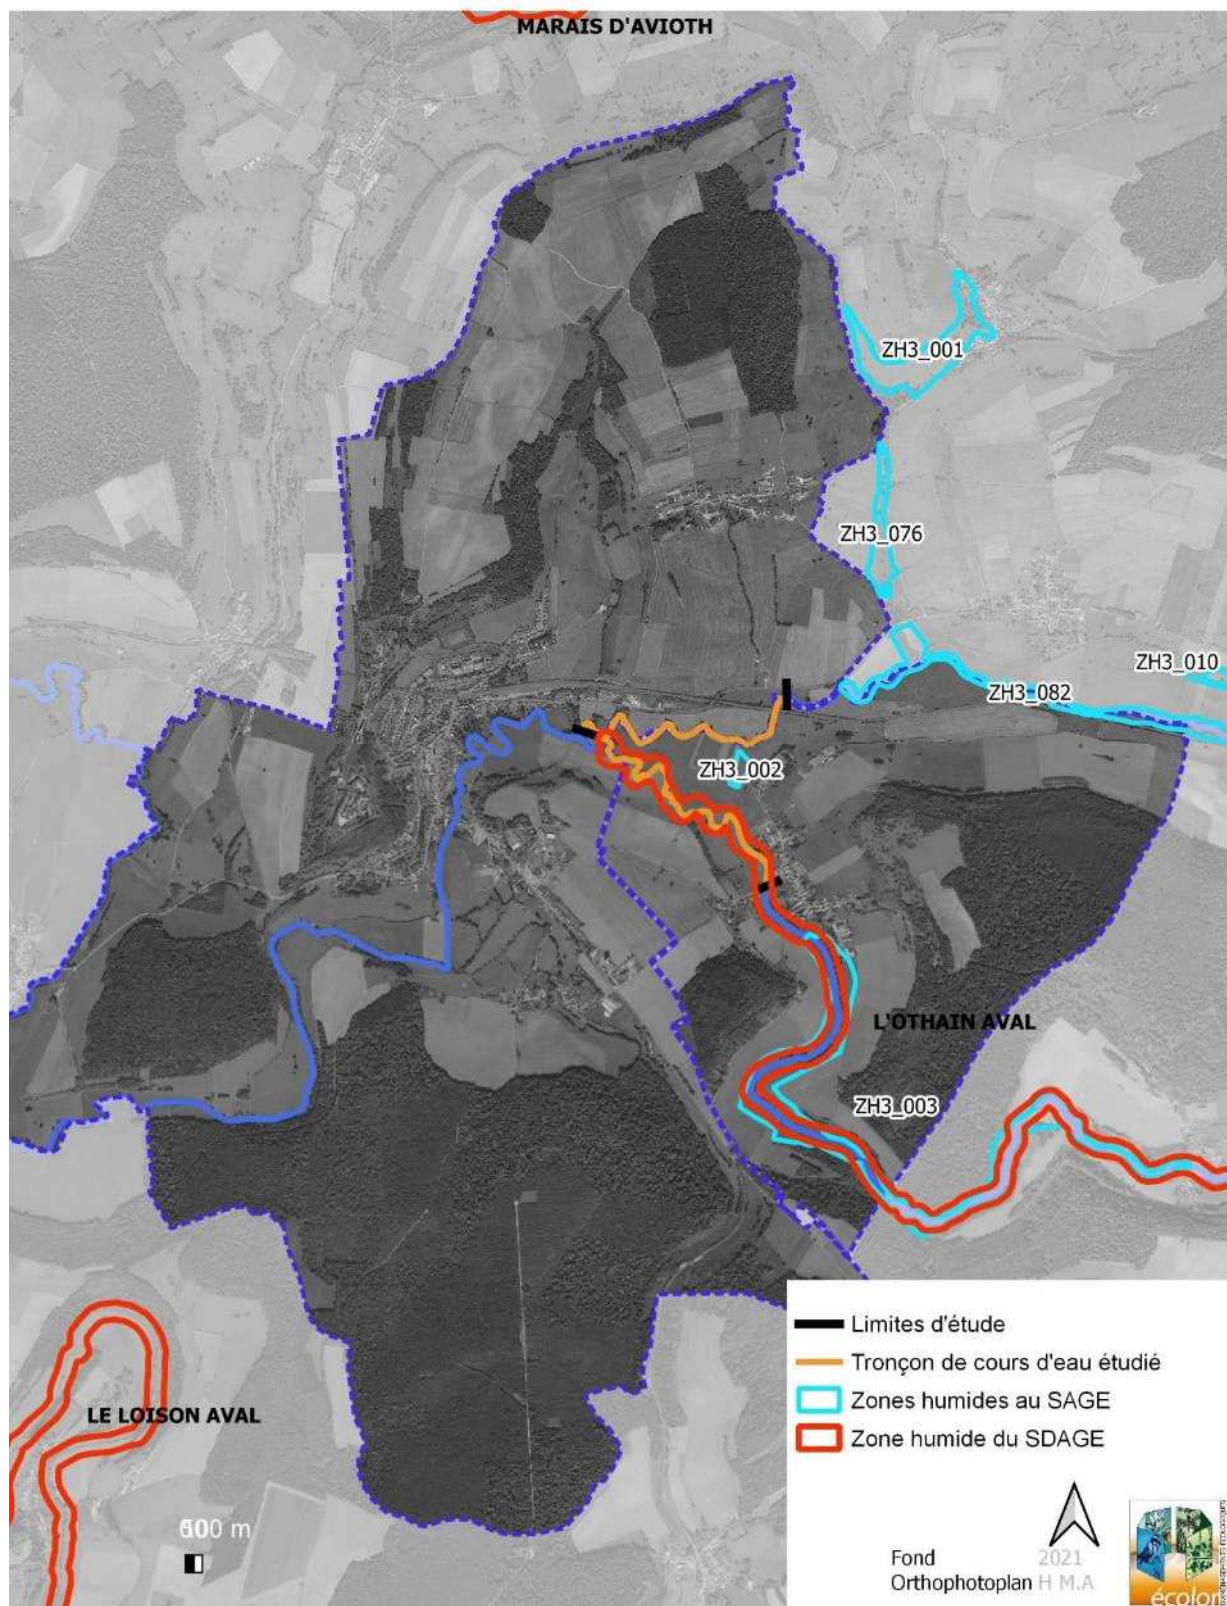 MARAIS D'AVIOTH
ZH3_001
ZH3_076
ZH3_010
ZH3_082
ZH3_002
L'OTHAIN AVAL
ZH3_003
LE LOISON AVAL
Limites d'étude
Tronçon de cours d'eau étudié
Zones humides au SAGE
Zone humide du SDAGE
Fond 2021
Orthophotoplan H M.A
écolor